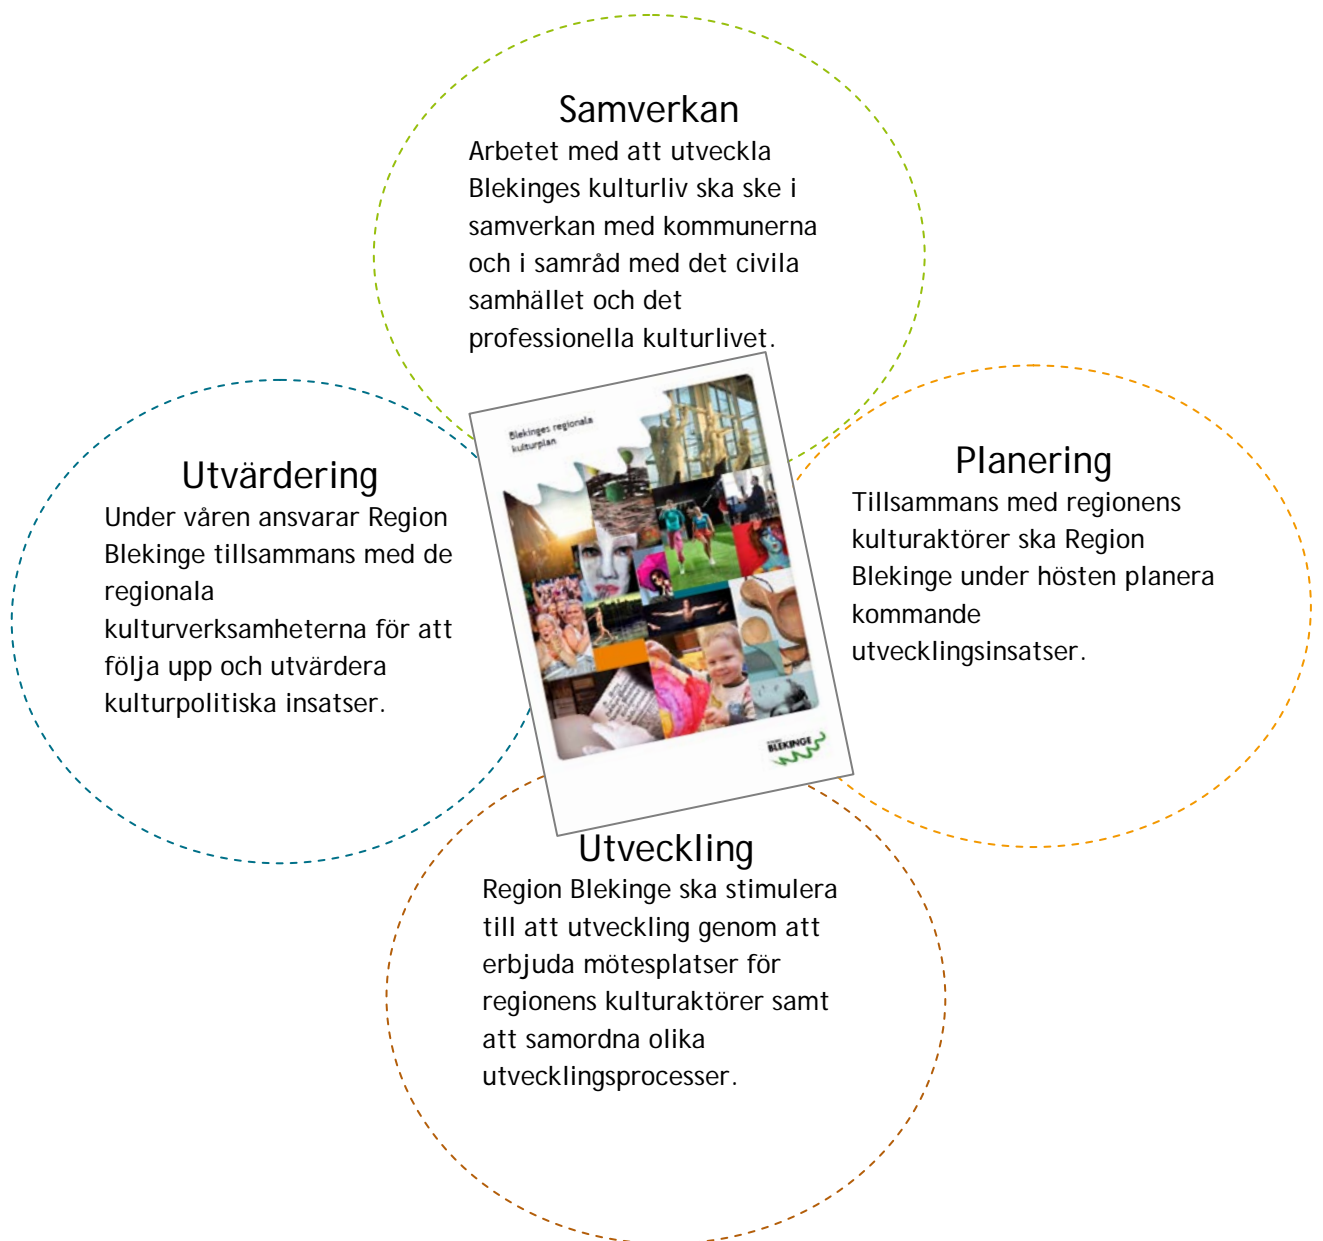 Samverkan
Arbetet med att utveckla
Blekinges kulturliv ska ske i
samverkan med kommunerna
och i samråd med det civila
samhället och det
professionella kulturlivet.
Blekinges regionala
kulturplan
Utvärdering
Under våren ansvarar Region
Blekinge tillsammans med de
regionala
kulturverksamheterna för att
följa upp och utvärdera
kulturpolitiska insatser.
Planering
Tillsammans med regionens
kulturaktörer ska Region
Blekinge under hösten planera
kommande
utvecklingsinsatser.
BLEKINGE
Utveckling
Region Blekinge ska stimulera
till att utveckling genom att
erbjuda mötesplatser för
regionens kulturaktörer samt
att samordna olika
utvecklingsprocesser.